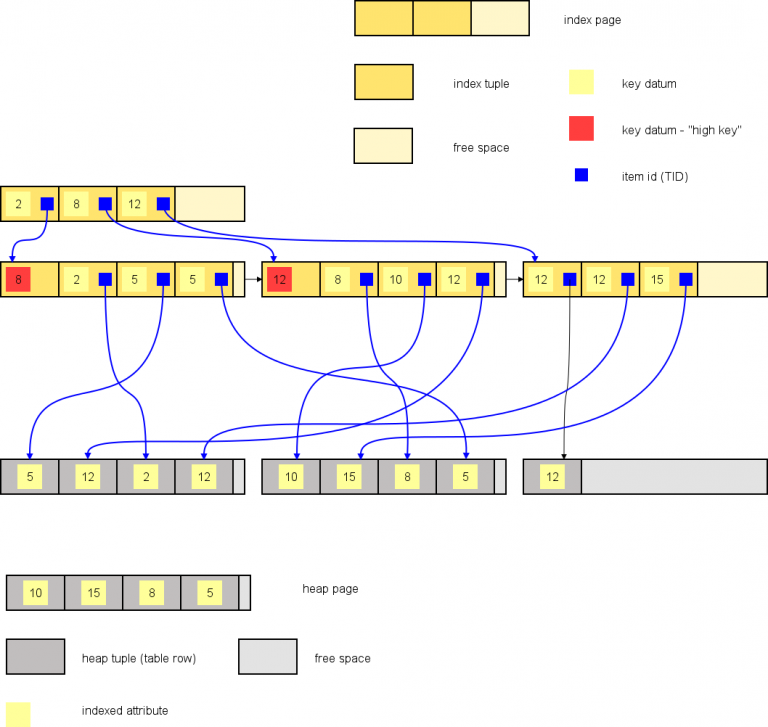 index page
index tuple
key datum
key datum - "high key"
free space
item id (TID)
2 8 12
8 2 5 5 12 8 10 12 12 12 15
5 12 2 12 10 15 8 5 12
10 15 8 5
heap page
heap tuple (table row)
free space
indexed attribute